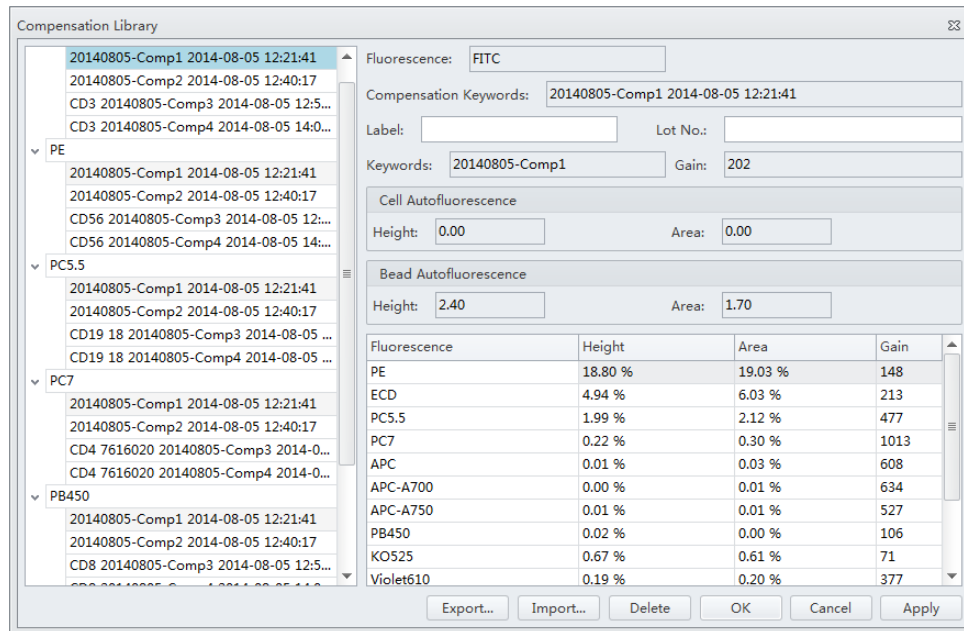 Compensation Library
20140805-Comp1 2014-08-05 12:21:41
20140805-Comp2 2014-08-05 12:40:17
CD3 20140805-Comp3 2014-08-05 12:5...
CD3 20140805-Comp4 2014-08-05 14:0...
PE
20140805-Comp1 2014-08-05 12:21:41
20140805-Comp2 2014-08-05 12:40:17
CD56 20140805-Comp3 2014-08-05 12:...
CD56 20140805-Comp4 2014-08-05 14:...
PC5.5
20140805-Comp1 2014-08-05 12:21:41
20140805-Comp2 2014-08-05 12:40:17
CD19 18 20140805-Comp3 2014-08-05 ...
CD19 18 20140805-Comp4 2014-08-05 ...
PC7
20140805-Comp1 2014-08-05 12:21:41
20140805-Comp2 2014-08-05 12:40:17
CD4 7616020 20140805-Comp3 2014-0...
CD4 7616020 20140805-Comp4 2014-0...
PB450
20140805-Comp1 2014-08-05 12:21:41
20140805-Comp2 2014-08-05 12:40:17
CD8 20140805-Comp3 2014-08-05 12:5...
Fluorescence: FITC
Compensation Keywords: 20140805-Comp1 2014-08-05 12:21:41
Label: Lot No.:
Keywords: 20140805-Comp1 Gain: 202
Cell Autofluorescence
Height: 0.00 Area: 0.00
Bead Autofluorescence
Height: 2.40 Area: 1.70
Fluorescence Height Area Gain
PE 18.80 % 19.03 % 148
ECD 4.94 % 6.03 % 213
PC5.5 1.99 % 2.12 % 477
PC7 0.22 % 0.30 % 1013
APC 0.01 % 0.03 % 608
APC-A700 0.00 % 0.01 % 634
APC-A750 0.01 % 0.01 % 527
PB450 0.02 % 0.00 % 106
KO525 0.67 % 0.61 % 71
Violet610 0.19 % 0.20 % 377
Export... Import... Delete OK Cancel Apply